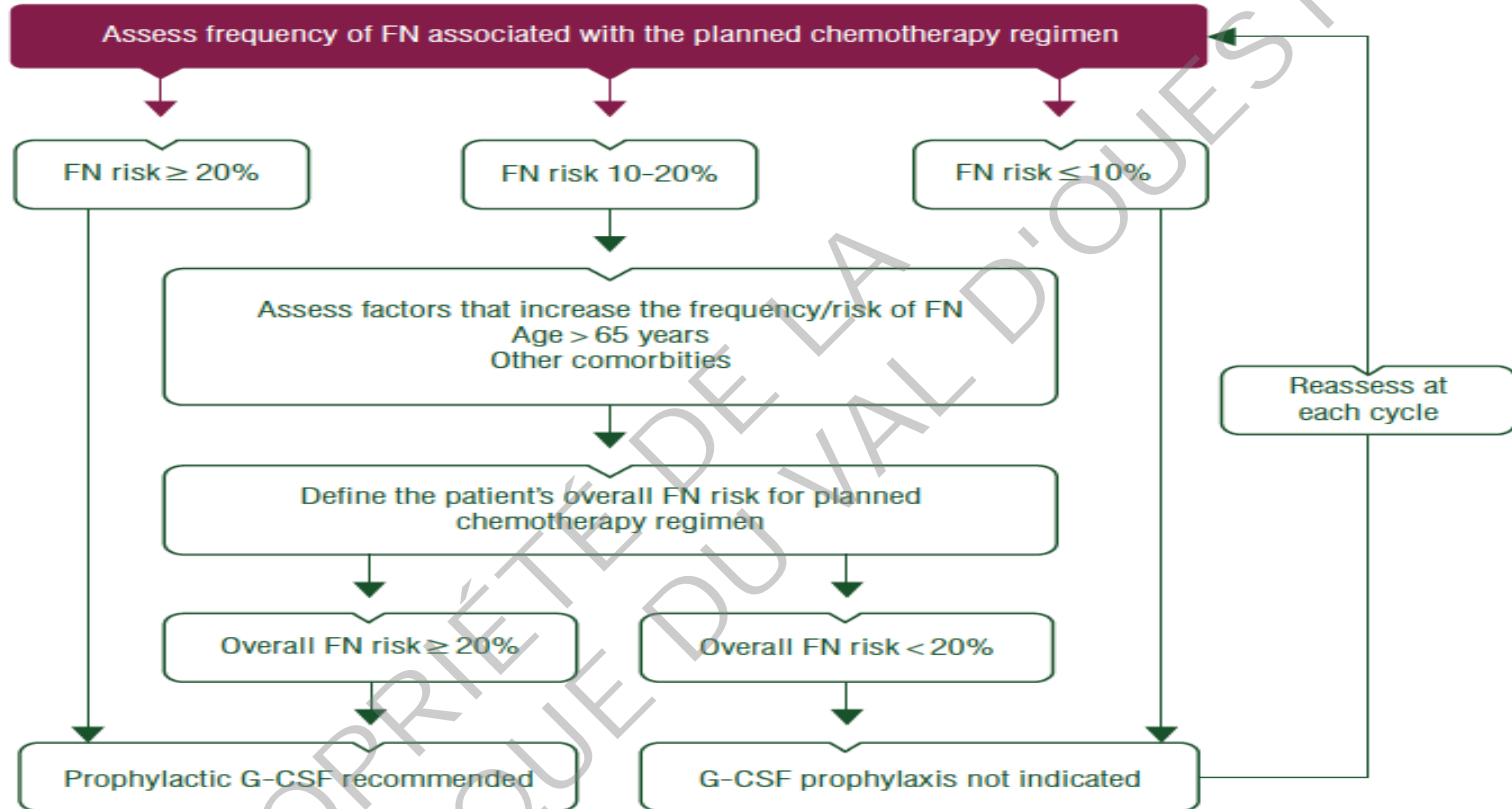 Assess frequency of FN associated with the planned chemotherapy regimen
FN risk ≥ 20%
FN risk 10-20%
FN risk ≤ 10%
Assess factors that increase the frequency/risk of FN
Age > 65 years
Other comorbities
Reassess at
each cycle
Define the patient's overall FN risk for planned
chemotherapy regimen
Overall FN risk ≥ 20%
Overall FN risk < 20%
Prophylactic G-CSF recommended
G-CSF prophylaxis not indicated
OPRIÉTÉ DE LA
QUE DU VAL D'OUEST